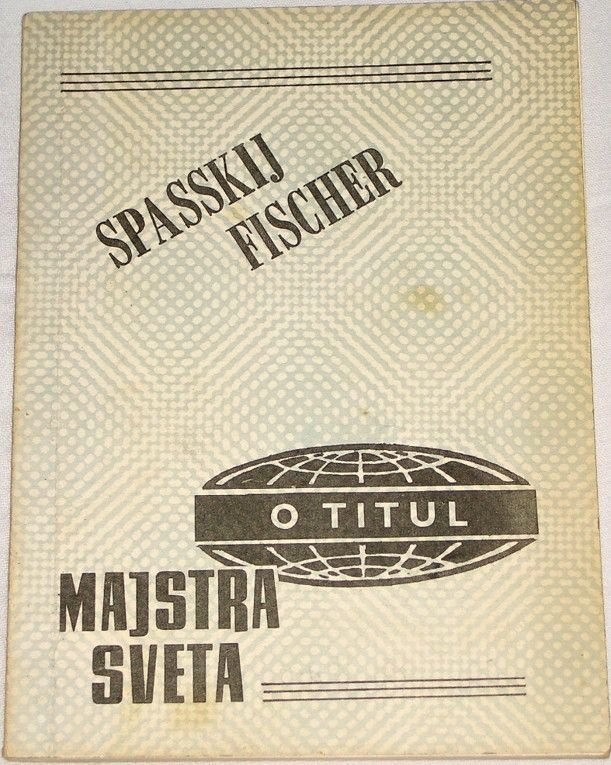 SPASSKIJ
FISCHER
O TITUL
MAJSTRA
SVETA